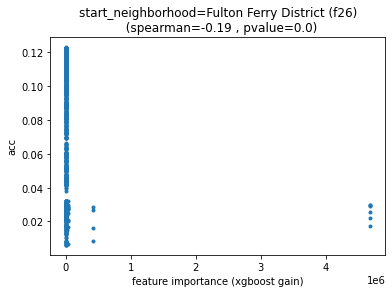 start_neighborhood=Fulton Ferry District (f26)
(spearman=-0.19 , pvalue=0.0)
0.12
0.10
0.08
0.06
0.04
0.02
acc
0 1 2 3 4
1e6
feature importance (xgboost gain)